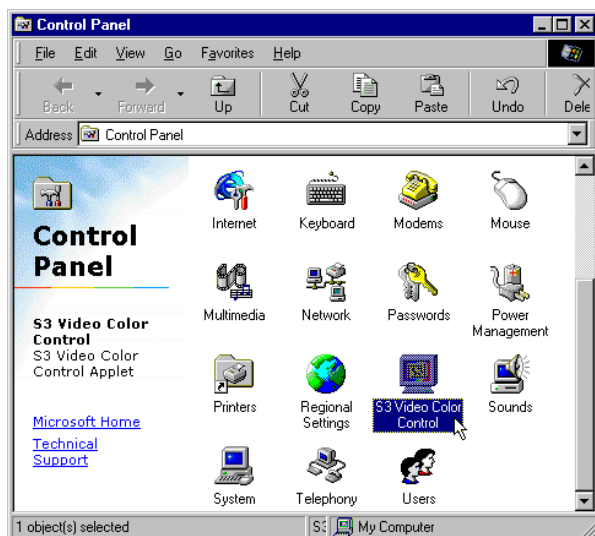 Control Panel
File Edit View Go Favorites Help
Back Forward Up Cut Copy Paste Undo Dele
Address Control Panel
Control
Panel
S3 Video Color
Control
S3 Video Color
Control Applet
Microsoft Home
Technical
Support
Internet Keyboard Modems Mouse
Multimedia Network Passwords Power
Management
Printers Regional
Settings S3 Video Color
Control Sounds
System Telephony Users
1 object(s) selected S3 My Computer